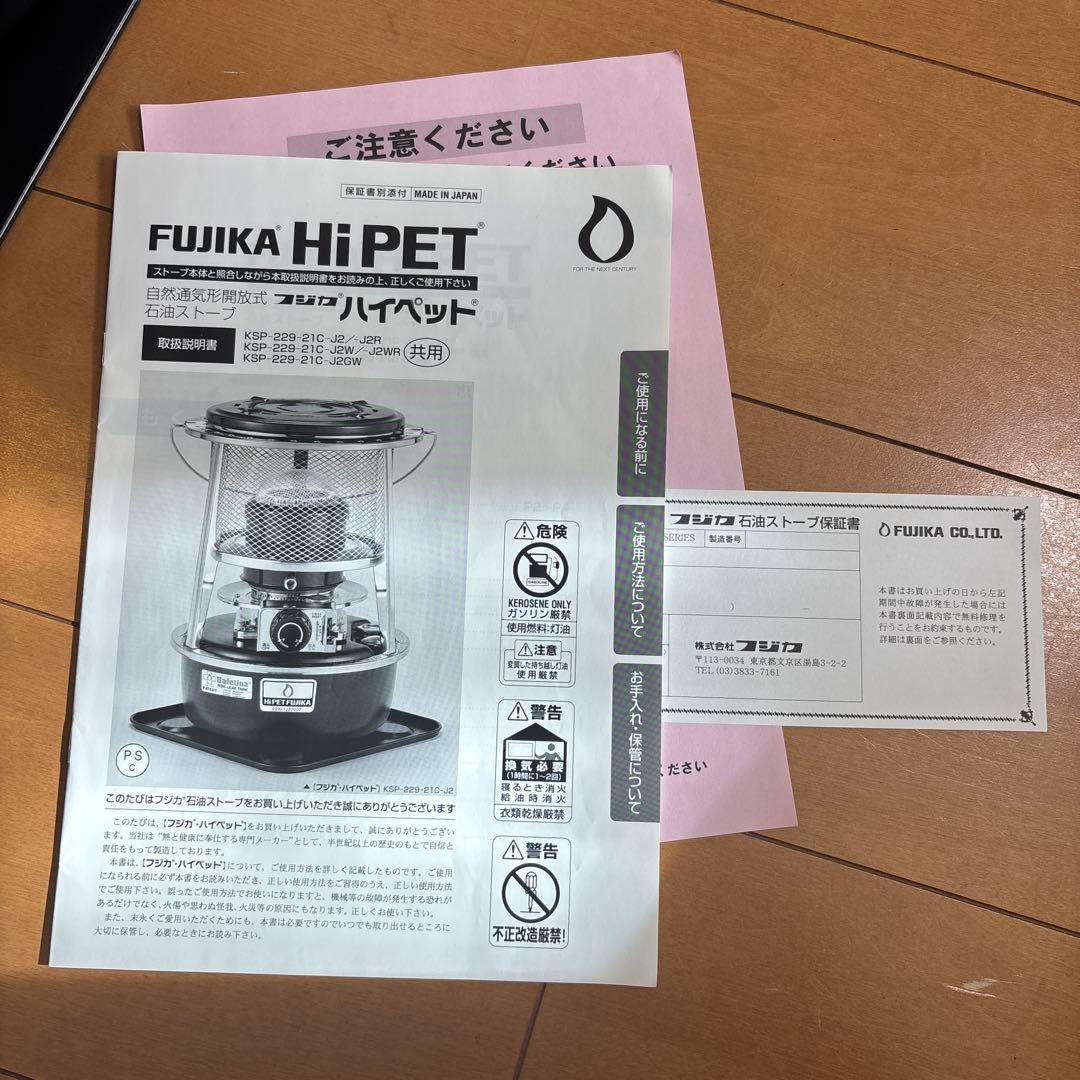 ご注意ください
ください
保証書別添付 MADE IN JAPAN
FUJIKA® Hi PET®
FOR THE NEXT CENTURY
ストーブ本体と照合しながら本取扱説明書をお読みの上、正しくご使用下さい
自然通気形開放式
石油ストーブ
フジカ®ハイペット®
取扱説明書
KSP-229-21C-J2/-J2R
KSP-229-21C-J2W/-J2WR
KSP-229-21C-J2GW
共用
ご使用になる前に
ご使用方法について
お手入れ・保管について
Safetina®
NON LEAK TANK
PATENT
HiPET FUJIKA
PS
C
▲【フジカ・ハイペット】KSP-229-21C-J2
⚠危険
GASOLINE
KEROSENE ONLY
ガソリン厳禁
使用燃料:灯油
⚠注意
変質した持ち越し灯油
使用厳禁
⚠警告
換気必要
(1時間に1〜2回)
寝るとき消火
給油時消火
衣類乾燥厳禁
⚠警告
不正改造厳禁!
このたびはフジカ®石油ストーブをお買い上げいただき誠にありがとうございます
このたびは、【フジカ・ハイペット】をお買い上げいただきまして、誠にありがとうござい
ます。当社は“熱と健康に奉仕する専門メーカー”として、半世紀以上の歴史のもとで自信と
責任をもって製造しております。
本書は、【フジカ・ハイペット】について、ご使用方法を詳しく記載したものです。ご使用
になられる前に必ず本書をお読みいただき、正しい使用方法をご習得のうえ、正しい使用方法
でご使用下さい。誤ったご使用方法でお使いになりますと、機械等の故障が発生する恐れが
あるだけでなく、火傷や思わぬ怪我、火災等の原因にもなります。正しくお使い下さい。
また、末永くご愛用いただくためにも、本書は必要ですのでいつでも取り出せるところに
大切に保管し、必要なときにお読み下さい。
フジカ 石油ストーブ保証書
SERIES 製造番号
) −
株式会社 フジカ
〒113-0034 東京都文京区湯島3-2-2
TEL (03)3833-7161
FUJIKA CO.,LTD.
本書はお買い上げの日から左記
期間中故障が発生した場合には
本書裏面記載内容で無料修理を
行うことをお約束するものです。
詳細は裏面をご参照ください。
ください